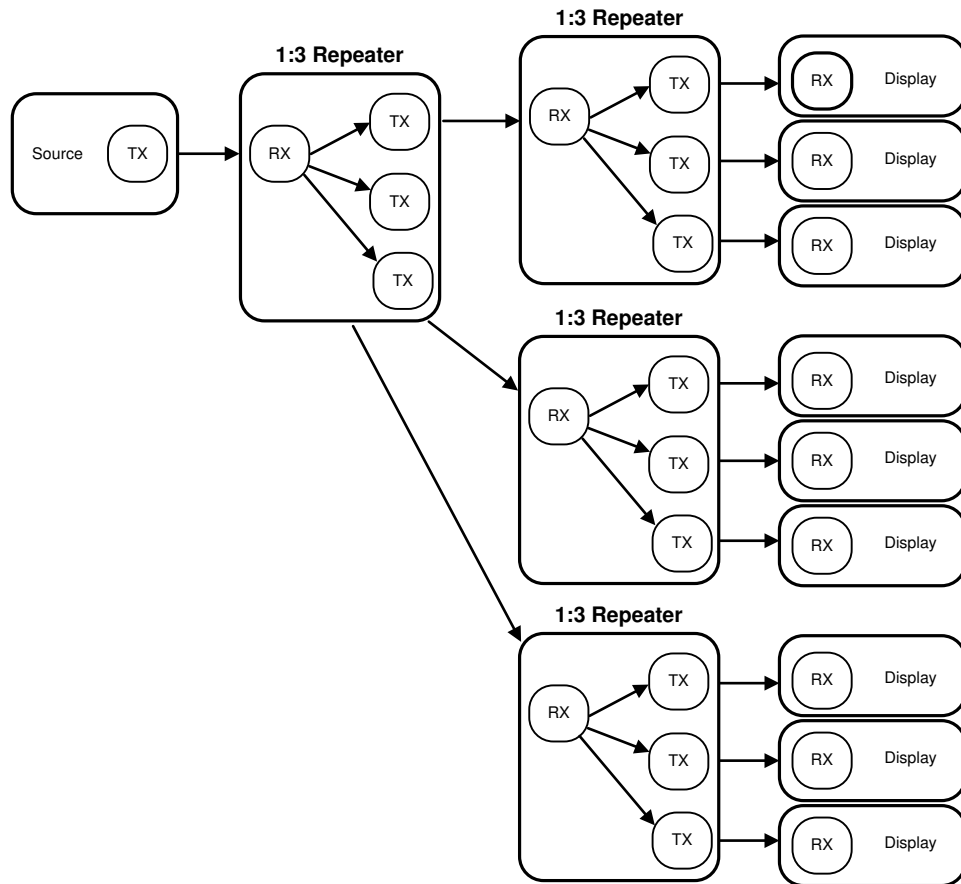 1:3 Repeater
1:3 Repeater
Source
TX
RX
TX
TX
TX
RX
TX
TX
TX
RX
Display
RX
Display
RX
Display
1:3 Repeater
RX
TX
TX
TX
RX
Display
RX
Display
RX
Display
1:3 Repeater
RX
TX
TX
TX
RX
Display
RX
Display
RX
Display